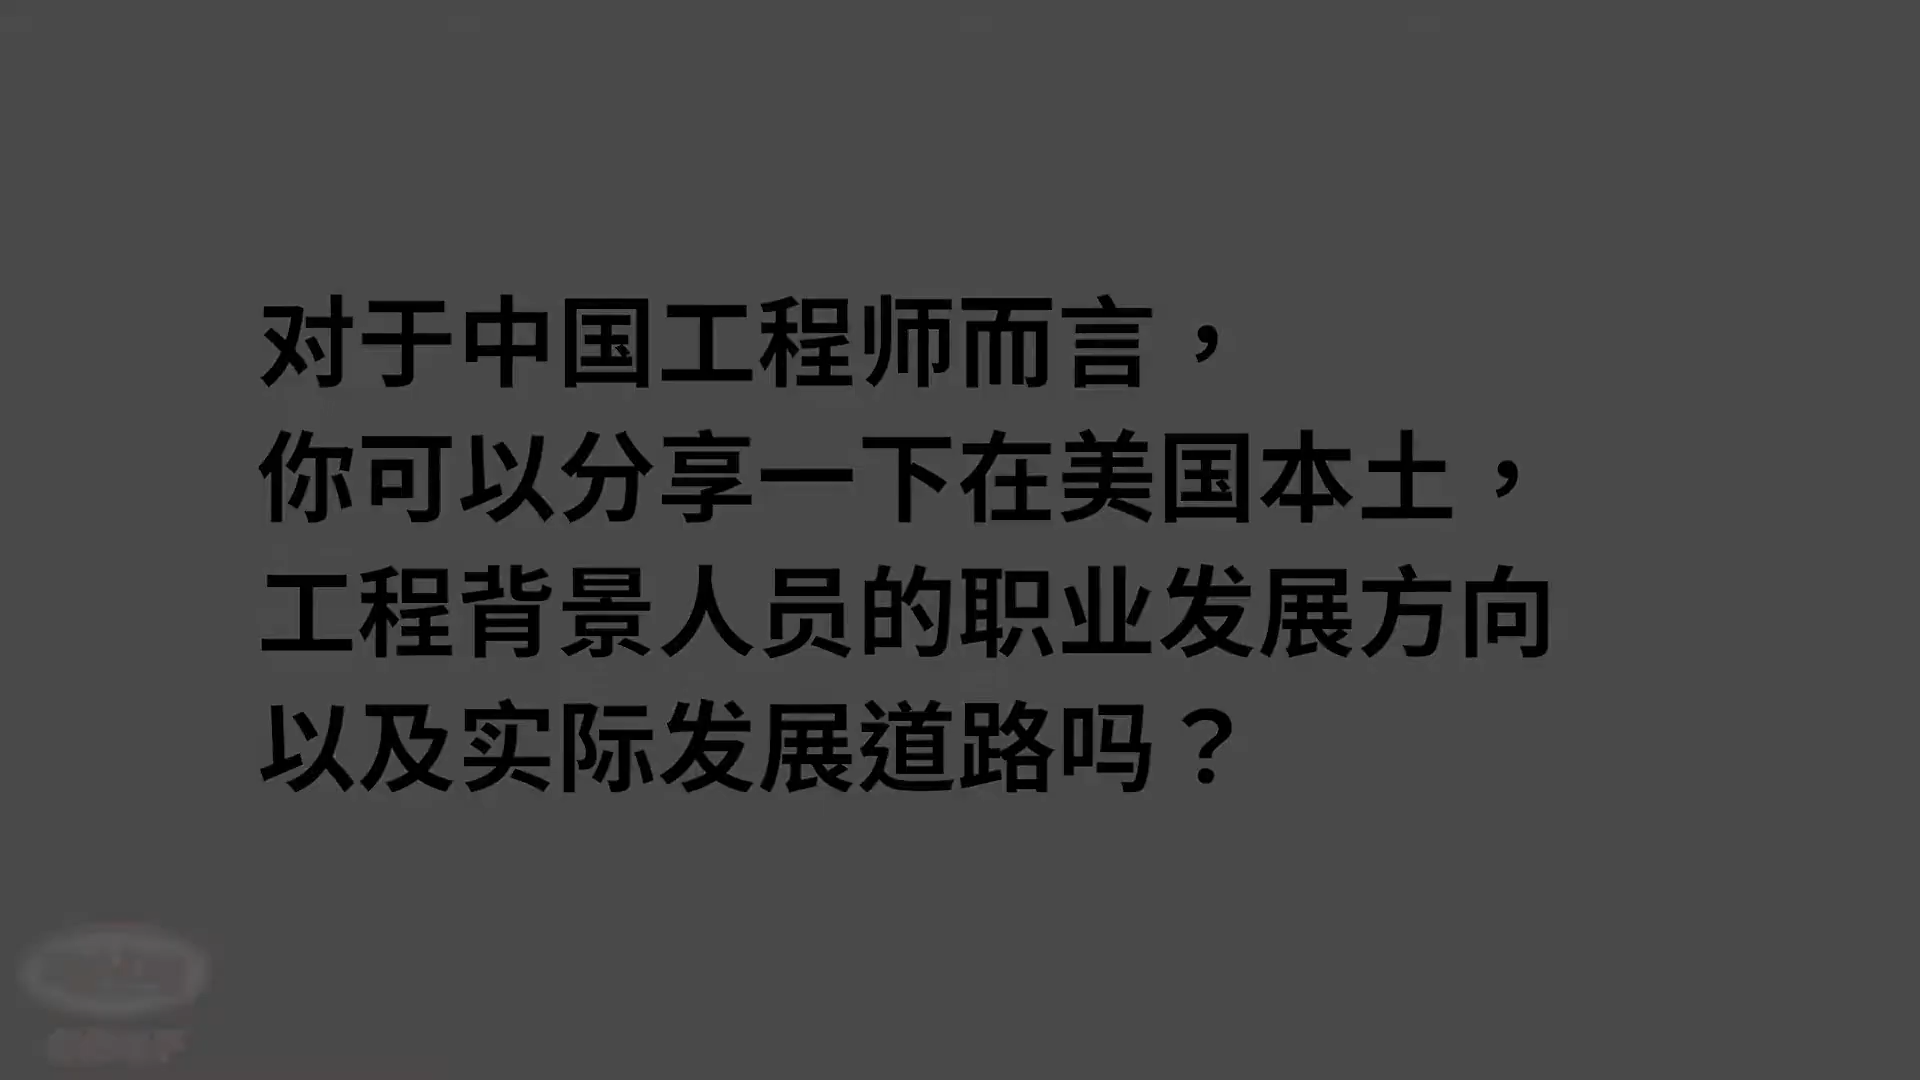 对于中国工程师而言，
你可以分享一下在美国本土，
工程背景人员的职业发展方向
以及实际发展道路吗？